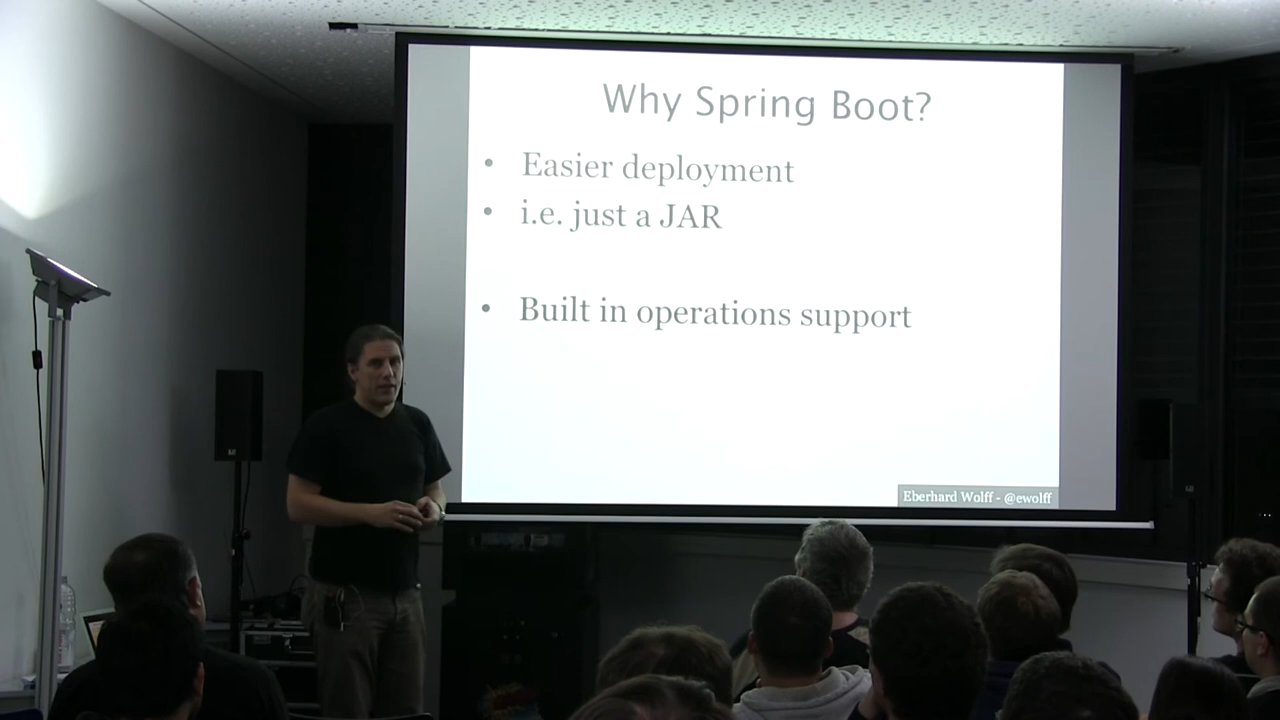 Why Spring Boot?
• Easier deployment
• i.e. just a JAR
• Built in operations support
Eberhard Wolff - @ewolff